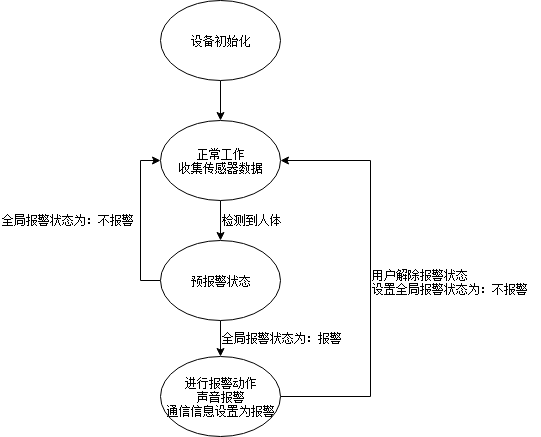 设备初始化
正常工作
收集传感器数据
全局报警状态为：不报警
检测到人体
预报警状态
用户解除报警状态
设置全局报警状态为：不报警
全局报警状态为：报警
进行报警动作
声音报警
通信信息设置为报警